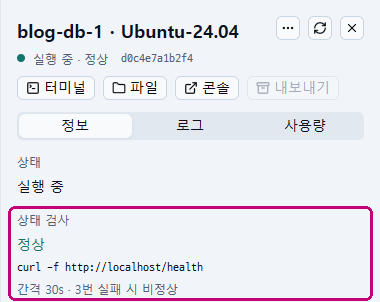 blog-db-1 · Ubuntu-24.04
실행 중 · 정상 d0c4e7a1b2f4
터미널 파일 콘솔 내보내기
정보 로그 사용량
상태
실행 중
상태 검사
정상
curl -f http://localhost/health
간격 30s · 3번 실패 시 비정상